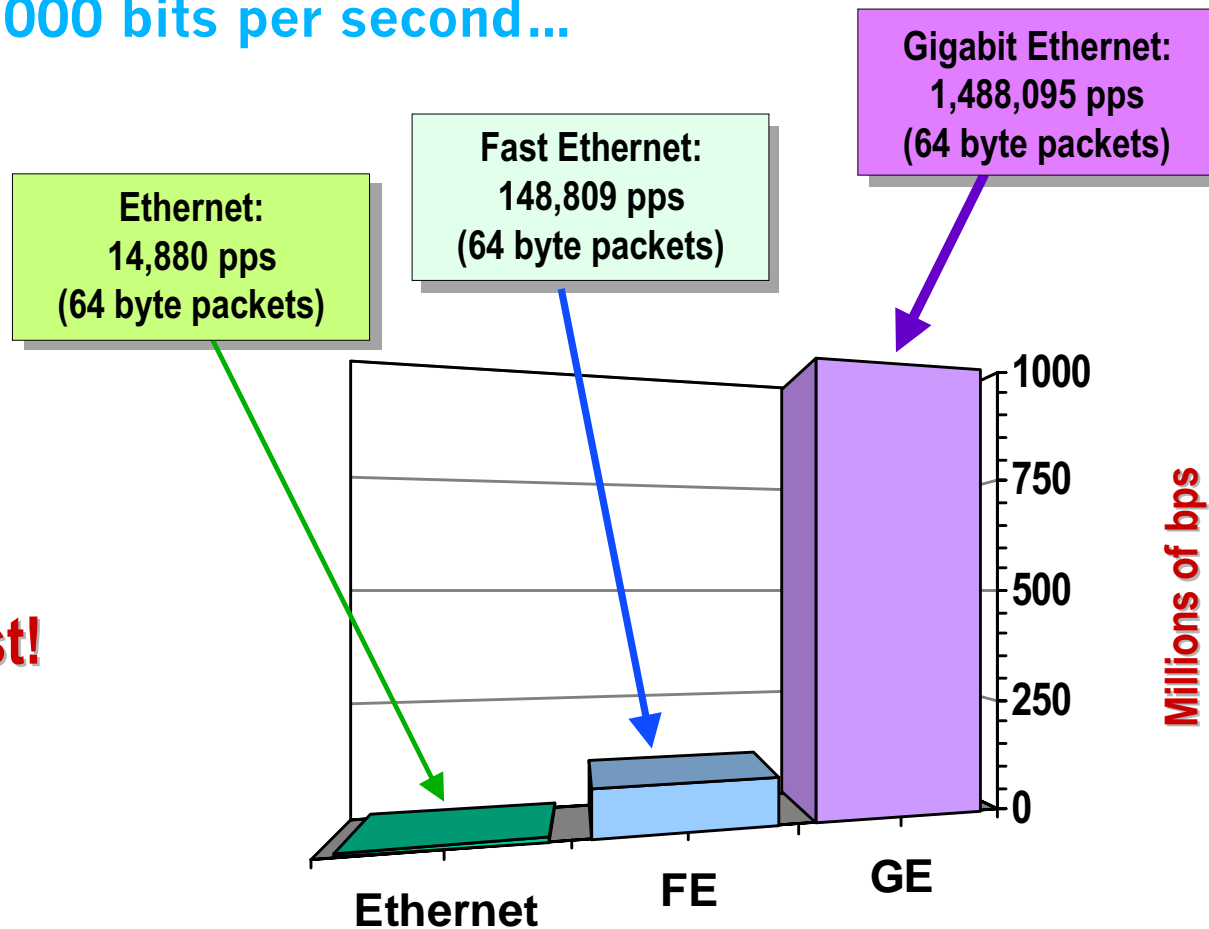 000 bits per second...
Gigabit Ethernet:
1,488,095 pps
(64 byte packets)
Fast Ethernet:
148,809 pps
(64 byte packets)
Ethernet:
14,880 pps
(64 byte packets)
1000
750
500
250
0
Millions of bps
st!
Ethernet
FE
GE